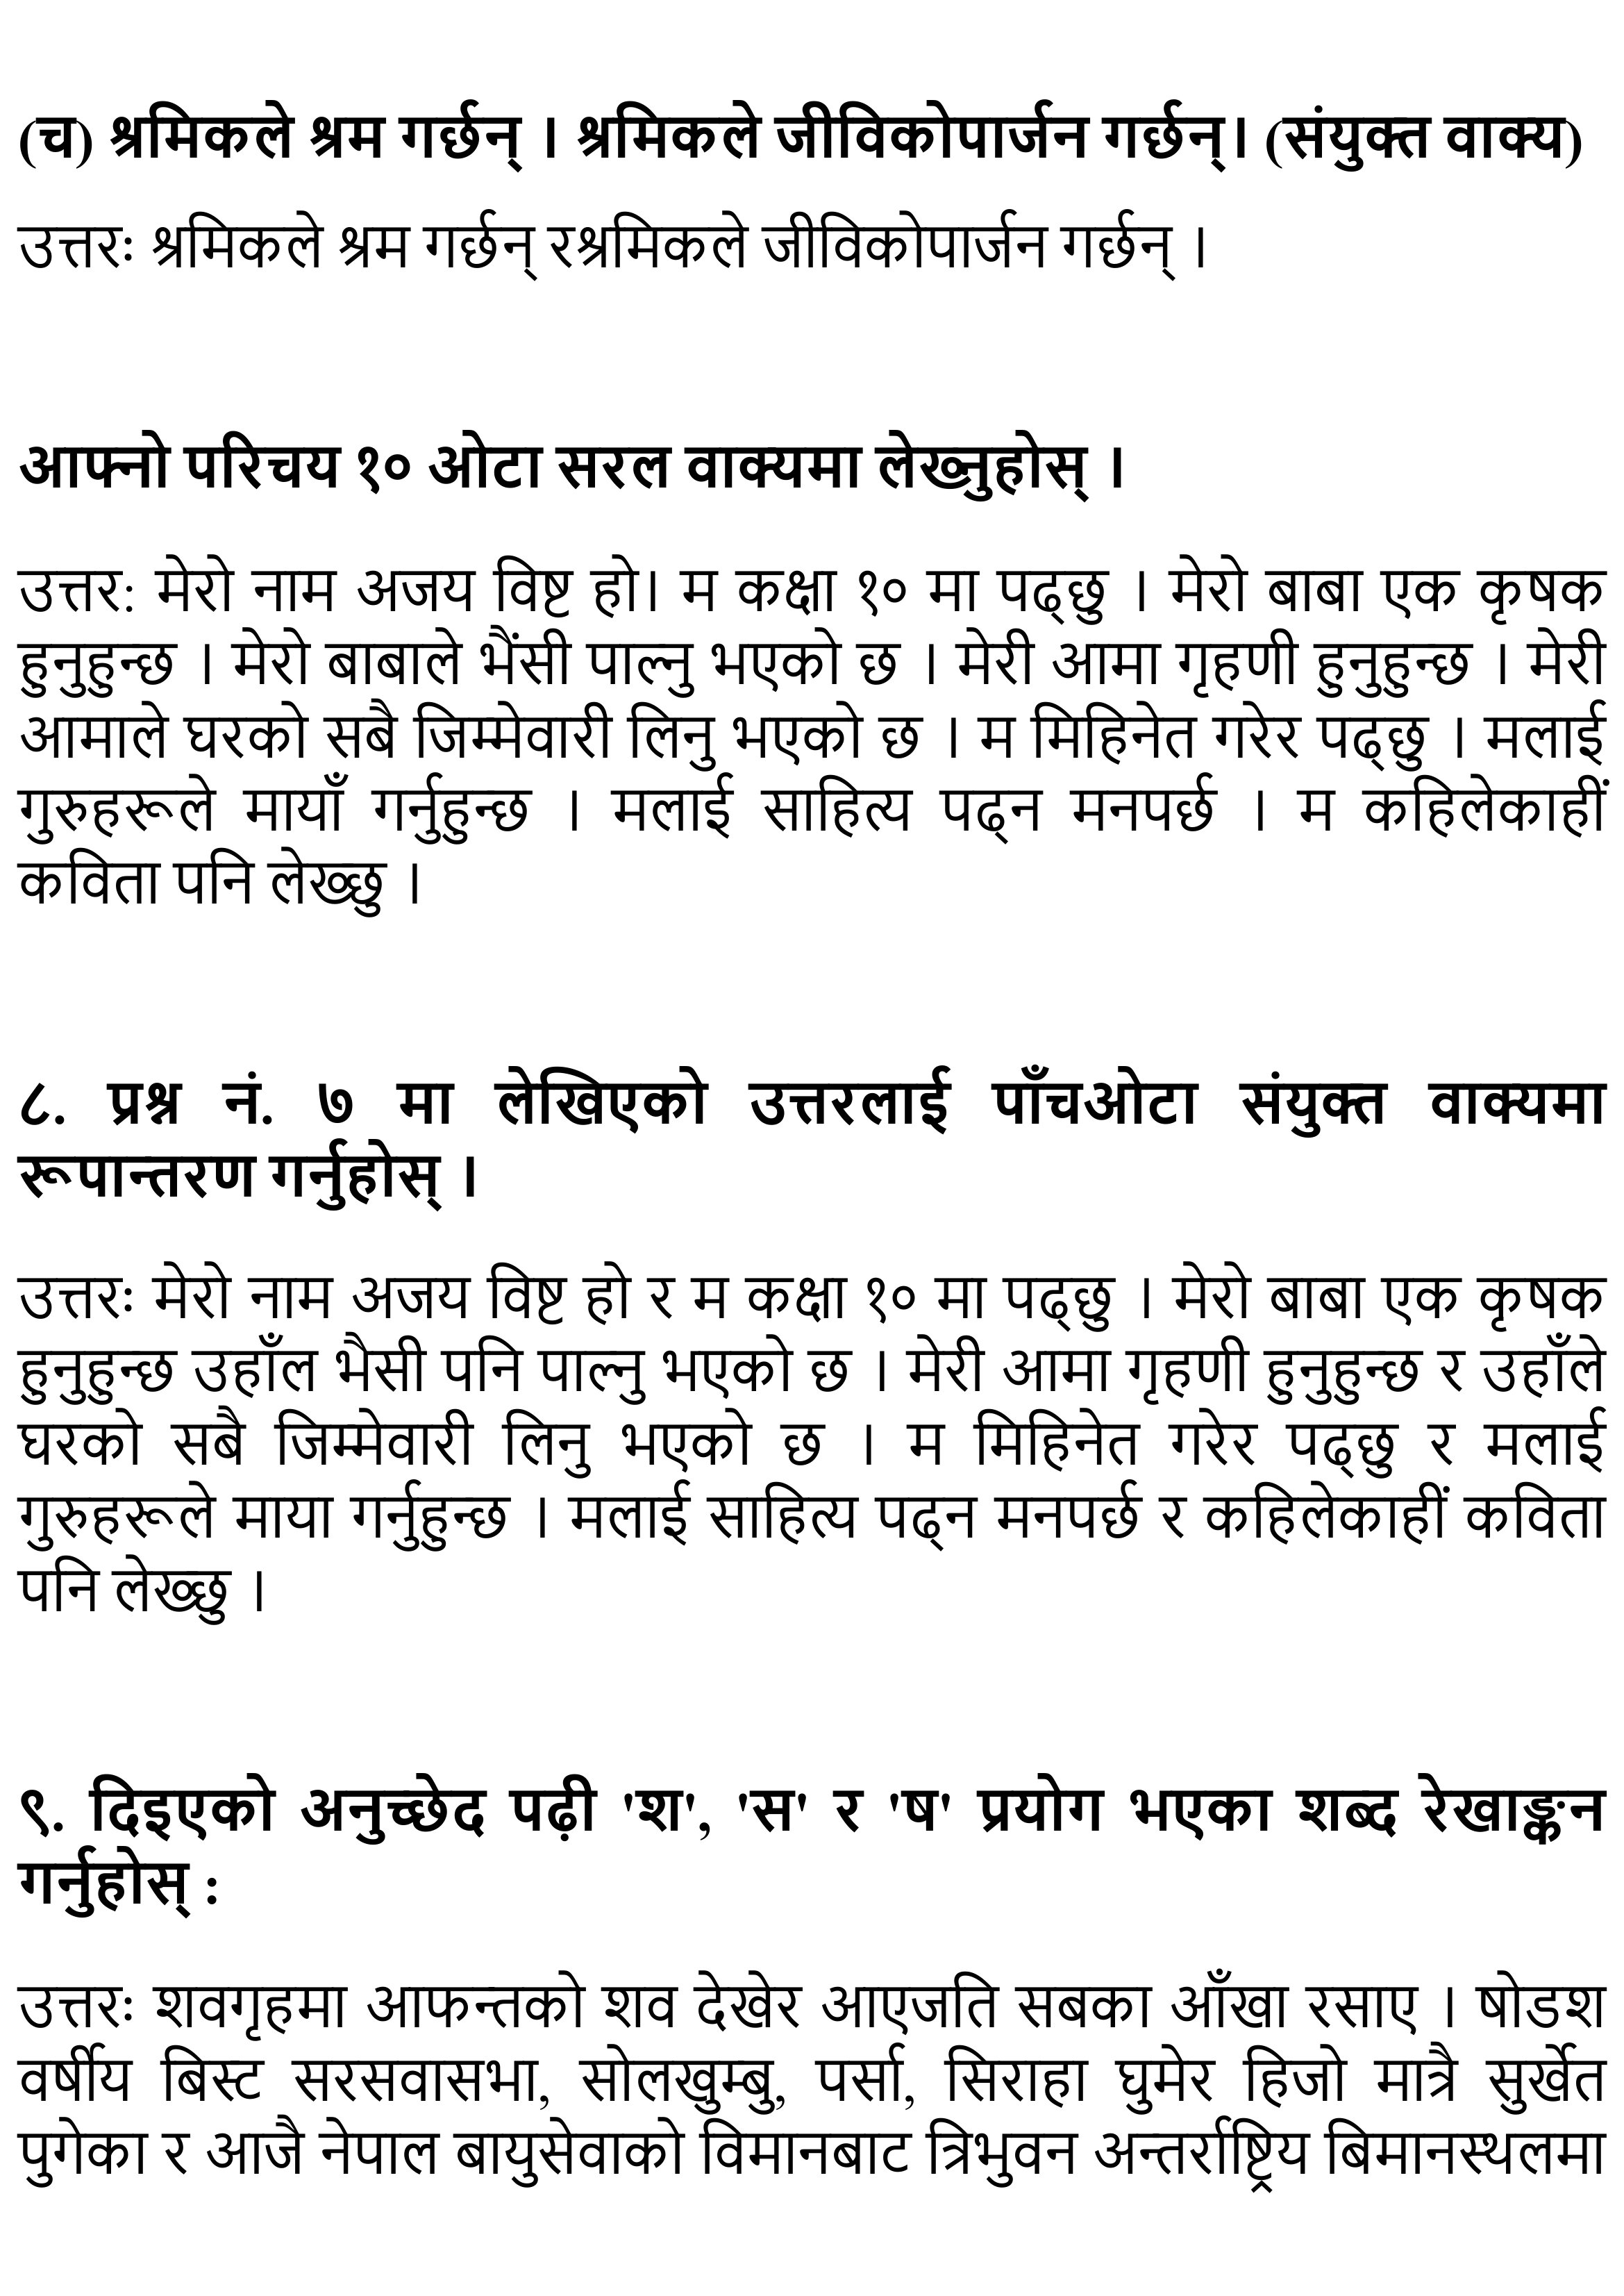 (च) श्रमिकले श्रम गर्छन् । श्रमिकले जीविकोपार्जन गर्छन्। (संयुक्त वाक्य)
उत्तरः श्रमिकले श्रम गर्छन् रश्रमिकले जीविकोपार्जन गर्छन् ।
आफ्नो परिचय १० ओटा सरल वाक्यमा लेख्नुहोस् ।
उत्तर: मेरो नाम अजय विष्ट हो। म कक्षा १० मा पढ्छु । मेरो बाबा एक कृषक
हुनुहुन्छ । मेरो बाबाले भैंसी पाल्नु भएको छ । मेरी आमा गृहणी हुनुहुन्छ । मेरी
आमाले घरको सबै जिम्मेवारी लिनु भएको छ । म मिहिनेत गरेर पढ्छु । मलाई
गुरुहरूले मायाँ गर्नुहुन्छ । मलाई साहित्य पढ्न मनपर्छ । म कहिलेकाहीं
कविता पनि लेख्छु ।
८. प्रश्न नं. ७ मा लेखिएको उत्तरलाई पाँचओटा संयुक्त वाक्यमा
रूपान्तरण गर्नुहोस् ।
उत्तरः मेरो नाम अजय विष्ट हो र म कक्षा १० मा पढ्छु । मेरो बाबा एक कृषक
हुनुहुन्छ उहाँल भैसी पनि पाल्नु भएको छ । मेरी आमा गृहणी हुनुहुन्छ र उहाँले
घरको सबै जिम्मेवारी लिनु भएको छ । म मिहिनेत गरेर पढ्छु र मलाई
गुरुहरूले माया गर्नुहुन्छ । मलाई साहित्य पढ्न मनपर्छ र कहिलेकाहीं कविता
पनि लेख्छु ।
९. दिइएको अनुच्छेद पढ़ी 'श', 'स' र 'ष' प्रयोग भएका शब्द रेखाङ्कन
गर्नुहोस् :
उत्तरः शवगृहमा आफन्तको शव देखेर आएजति सबका आँखा रसाए । षोडश
वर्षीय बिस्ट सरसवासभा, सोलखुम्बु, पर्सा, सिराहा घुमेर हिजो मात्रै सुर्खेत
पुगेका र आजै नेपाल बायुसेवाको विमानबाट त्रिभुवन अन्तर्राष्ट्रिय बिमानस्थलमा